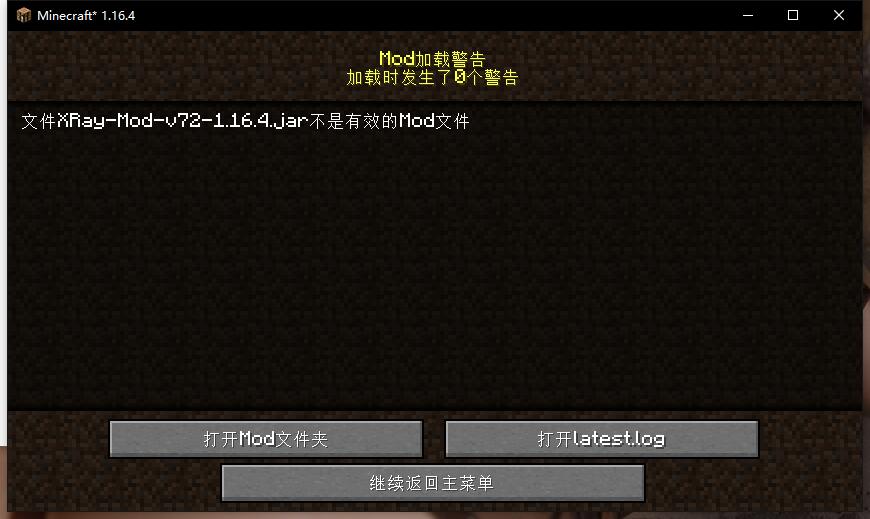 Minecraft* 1.16.4
Mod加载警告
加载时发生了0个警告
文件XRay-Mod-v72-1.16.4.jar不是有效的Mod文件
打开Mod文件夹
打开latest.log
继续返回主菜单